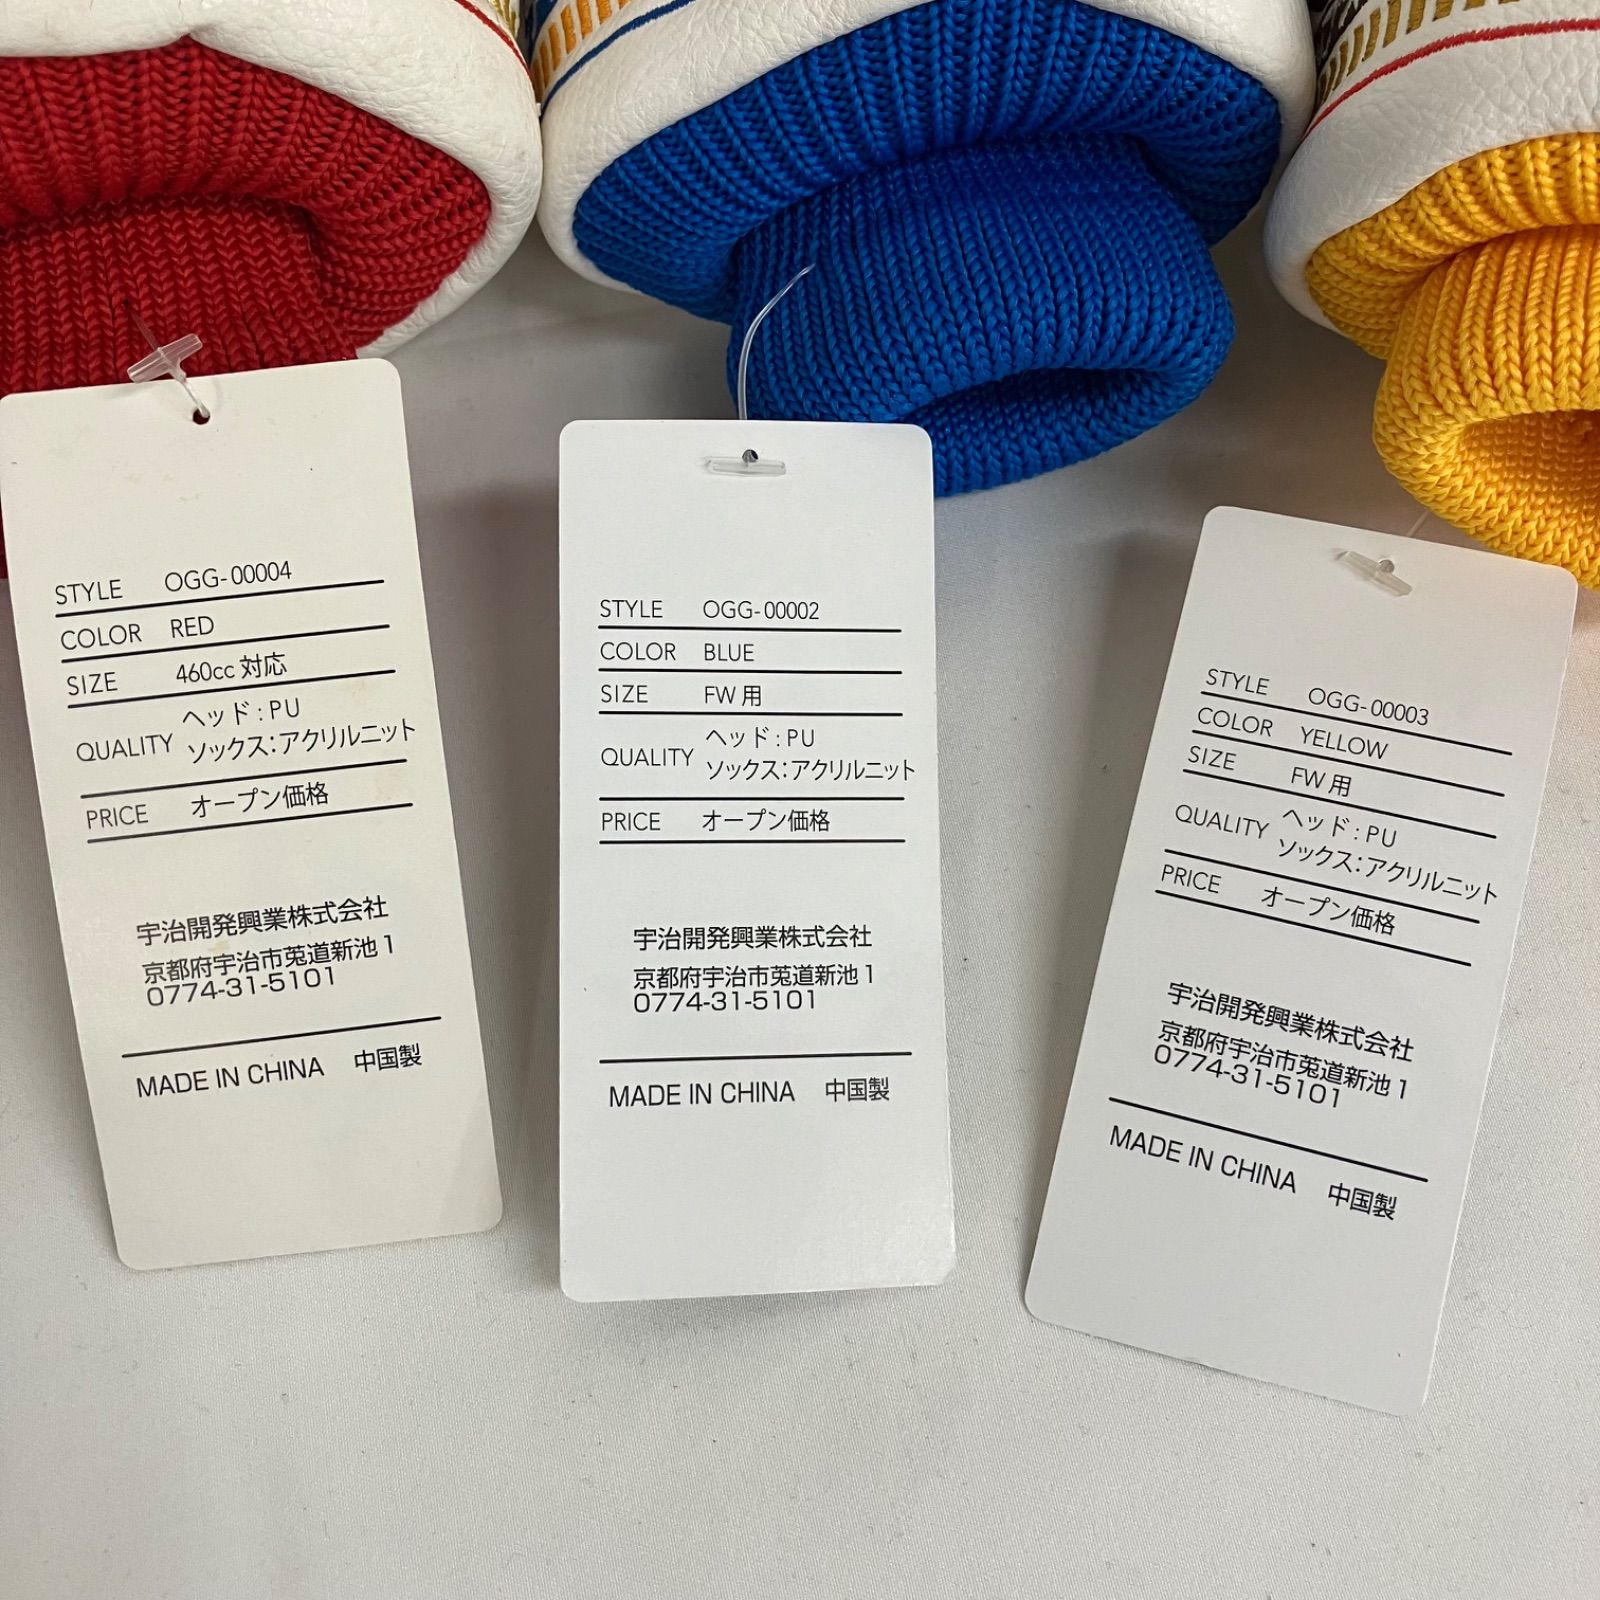 STYLE OGG-00004
COLOR RED
SIZE 460cc 対応
QUALITY ヘッド:PU
ソックス:アクリルニット
PRICE オープン価格
宇治開発興業株式会社
京都府宇治市莵道新池1
0774-31-5101
MADE IN CHINA 中国製
STYLE OGG-00002
COLOR BLUE
SIZE FW用
QUALITY ヘッド:PU
ソックス:アクリルニット
PRICE オープン価格
宇治開発興業株式会社
京都府宇治市莵道新池1
0774-31-5101
MADE IN CHINA 中国製
STYLE OGG-00003
COLOR YELLOW
SIZE FW用
QUALITY ヘッド:PU
ソックス:アクリルニット
PRICE オープン価格
宇治開発興業株式会社
京都府宇治市莵道新池1
0774-31-5101
MADE IN CHINA 中国製